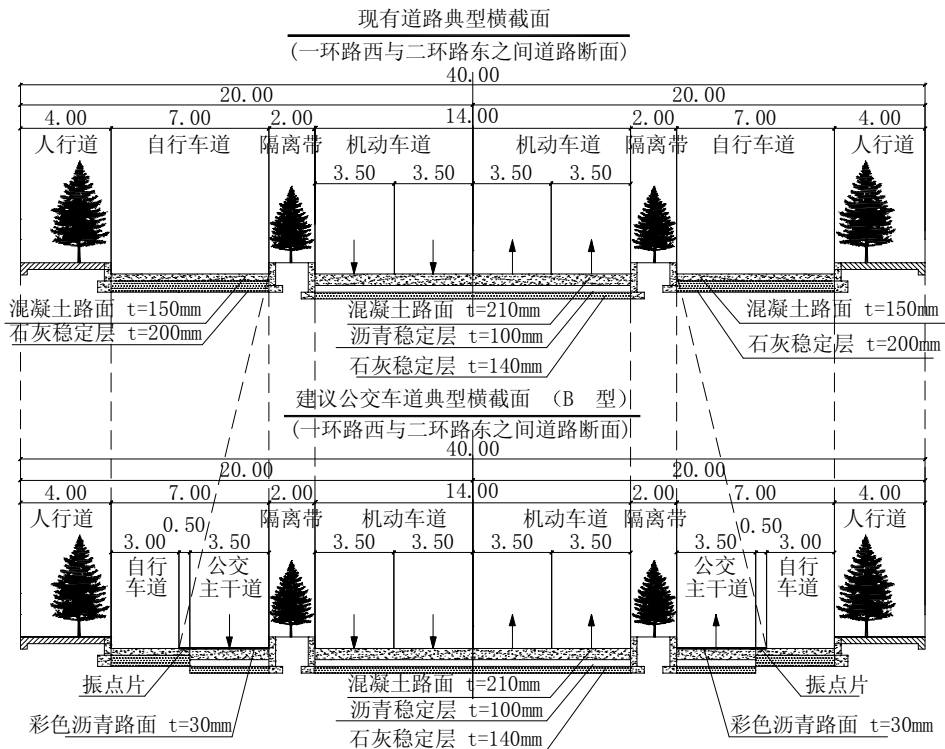 现有道路典型横截面
(一环路西与二环路东之间道路断面)
40.00
20.00 20.00
4.00 7.00 2.00 14.00 2.00 7.00 4.00
人行道 自行车道 隔离带 机动车道 机动车道 隔离带 自行车道 人行道
3.50 3.50 3.50 3.50
混凝土路面 t=150mm 混凝土路面 t=210mm 混凝土路面 t=150mm
石灰稳定层 t=200mm 沥青稳定层 t=100mm 石灰稳定层 t=200mm
石灰稳定层 t=140mm
建议公交车道典型横截面 (B 型)
(一环路西与二环路东之间道路断面)
40.00
20.00 20.00
4.00 7.00 2.00 14.00 2.00 7.00 4.00
人行道 隔离带 机动车道 机动车道 隔离带 人行道
0.50 0.50
3.00 3.50 3.50 3.50 3.50 3.50 3.50 3.00
自行 公交 公交 自行
车道 主干道 主干道 车道
振点片 混凝土路面 t=210mm 振点片
沥青稳定层 t=100mm
彩色沥青路面 t=30mm 石灰稳定层 t=140mm 彩色沥青路面 t=30mm